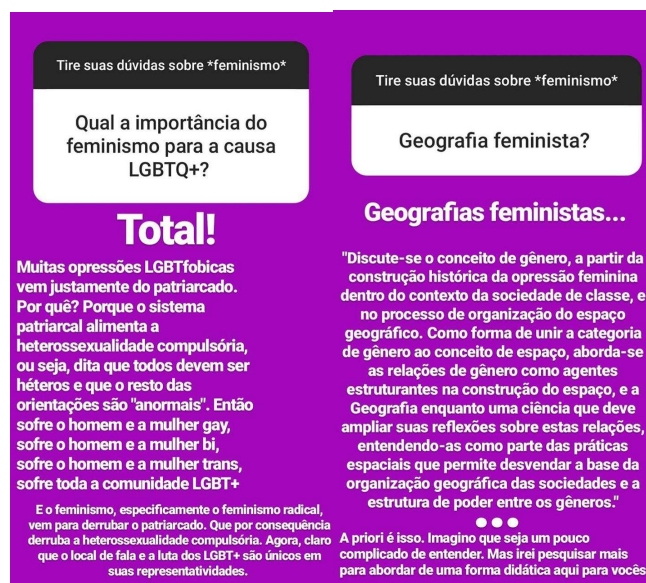 Tire suas dúvidas sobre *feminismo*
Qual a importância do
feminismo para a causa
LGBTQ+?
Total!
Muitas opressões LGBTfobicas
vem justamente do patriarcado.
Por quê? Porque o sistema
patriarcal alimenta a
heterossexualidade compulsória,
ou seja, dita que todos devem ser
héteros e que o resto das
orientações são "anormais". Então
sofre o homem e a mulher gay,
sofre o homem e a mulher bi,
sofre o homem e a mulher trans,
sofre toda a comunidade LGBT+
E o feminismo, especificamente o feminismo radical,
vem para derrubar o patriarcado. Que por consequência
derruba a heterossexualidade compulsória. Agora, claro
que o local de fala e a luta dos LGBT+ são únicos em
suas representatividades.
Tire suas dúvidas sobre *feminismo*
Geografia feminista?
Geografias feministas...
"Discute-se o conceito de gênero, a partir da
construção histórica da opressão feminina
dentro do contexto da sociedade de classe, e
no processo de organização do espaço
geográfico. Como forma de unir a categoria
de gênero ao conceito de espaço, aborda-se
as relações de gênero como agentes
estruturantes na construção do espaço, e a
Geografia enquanto uma ciência que deve
ampliar suas reflexões sobre estas relações,
entendendo-as como parte das práticas
espaciais que permite desvendar a base da
organização geográfica das sociedades e a
estrutura de poder entre os gêneros."
A priori é isso. Imagino que seja um pouco
complicado de entender. Mas irei pesquisar mais
para abordar de uma forma didática aqui para vocês